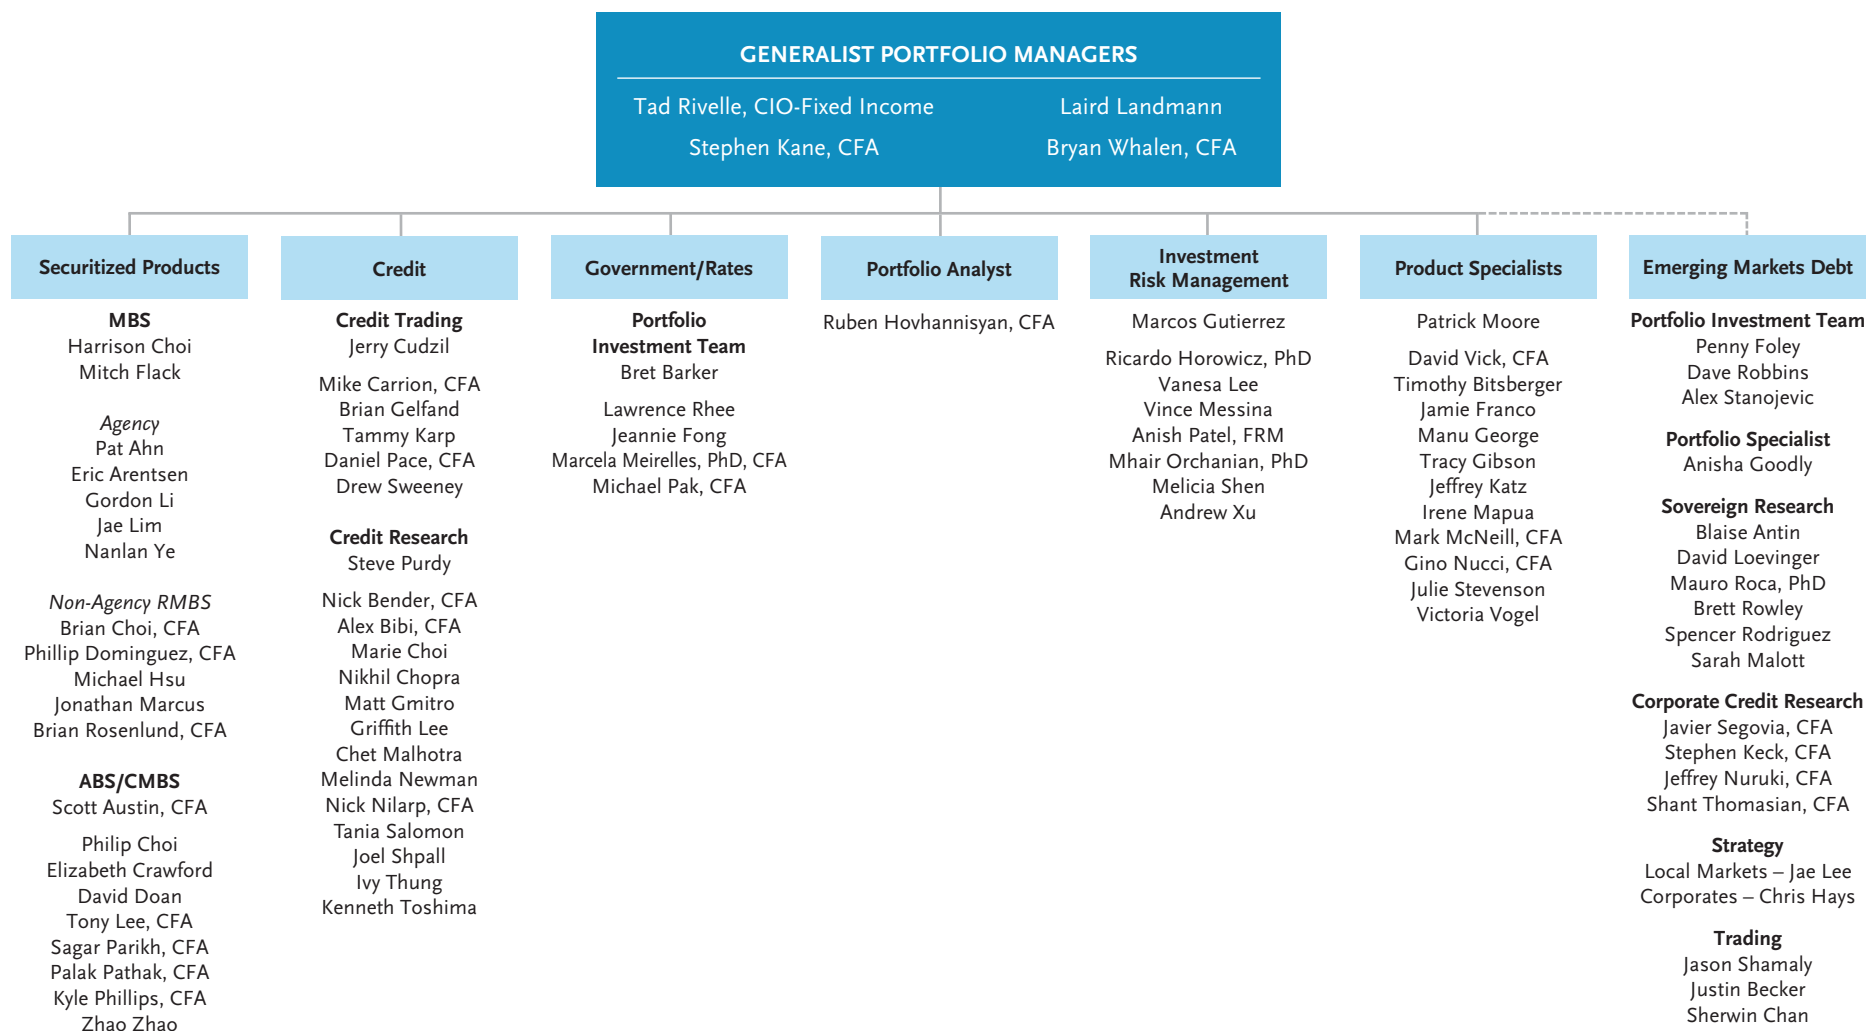 GENERALIST PORTFOLIO MANAGERS
Tad Rivelle, CIO-Fixed Income
Laird Landmann
Stephen Kane, CFA
Bryan Whalen, CFA
Securitized Products
MBS
Harrison Choi
Mitch Flack
Agency
Pat Ahn
Eric Arentsen
Gordon Li
Jae Lim
Nanlan Ye
Non-Agency RMBS
Brian Choi, CFA
Phillip Dominguez, CFA
Michael Hsu
Jonathan Marcus
Brian Rosenlund, CFA
ABS/CMBS
Scott Austin, CFA
Philip Choi
Elizabeth Crawford
David Doan
Tony Lee, CFA
Sagar Parikh, CFA
Palak Pathak, CFA
Kyle Phillips, CFA
Zhao Zhao
Credit
Credit Trading
Jerry Cudzil
Mike Carrion, CFA
Brian Gelfand
Tammy Karp
Daniel Pace, CFA
Drew Sweeney
Credit Research
Steve Purdy
Nick Bender, CFA
Alex Bibi, CFA
Marie Choi
Nikhil Chopra
Matt Gmitro
Griffith Lee
Chet Malhotra
Melinda Newman
Nick Nilarp, CFA
Tania Salomon
Joel Shpall
Ivy Thung
Kenneth Toshima
Government/Rates
Portfolio
Investment Team
Bret Barker
Lawrence Rhee
Jeannie Fong
Marcela Meirelles, PhD, CFA
Michael Pak, CFA
Portfolio Analyst
Ruben Hovhannisyan, CFA
Investment
Risk Management
Marcos Gutierrez
Ricardo Horowicz, PhD
Vanesa Lee
Vince Messina
Anish Patel, FRM
Mhair Orchanian, PhD
Melicia Shen
Andrew Xu
Product Specialists
Patrick Moore
David Vick, CFA
Timothy Bitsberger
Jamie Franco
Manu George
Tracy Gibson
Jeffrey Katz
Irene Mapua
Mark McNeill, CFA
Gino Nucci, CFA
Julie Stevenson
Victoria Vogel
Emerging Markets Debt
Portfolio Investment Team
Penny Foley
Dave Robbins
Alex Stanojevic
Portfolio Specialist
Anisha Goodly
Sovereign Research
Blaise Antin
David Loevinger
Mauro Roca, PhD
Brett Rowley
Spencer Rodriguez
Sarah Malott
Corporate Credit Research
Javier Segovia, CFA
Stephen Keck, CFA
Jeffrey Nuruki, CFA
Shant Thomasian, CFA
Strategy
Local Markets – Jae Lee
Corporates – Chris Hays
Trading
Jason Shamaly
Justin Becker
Sherwin Chan